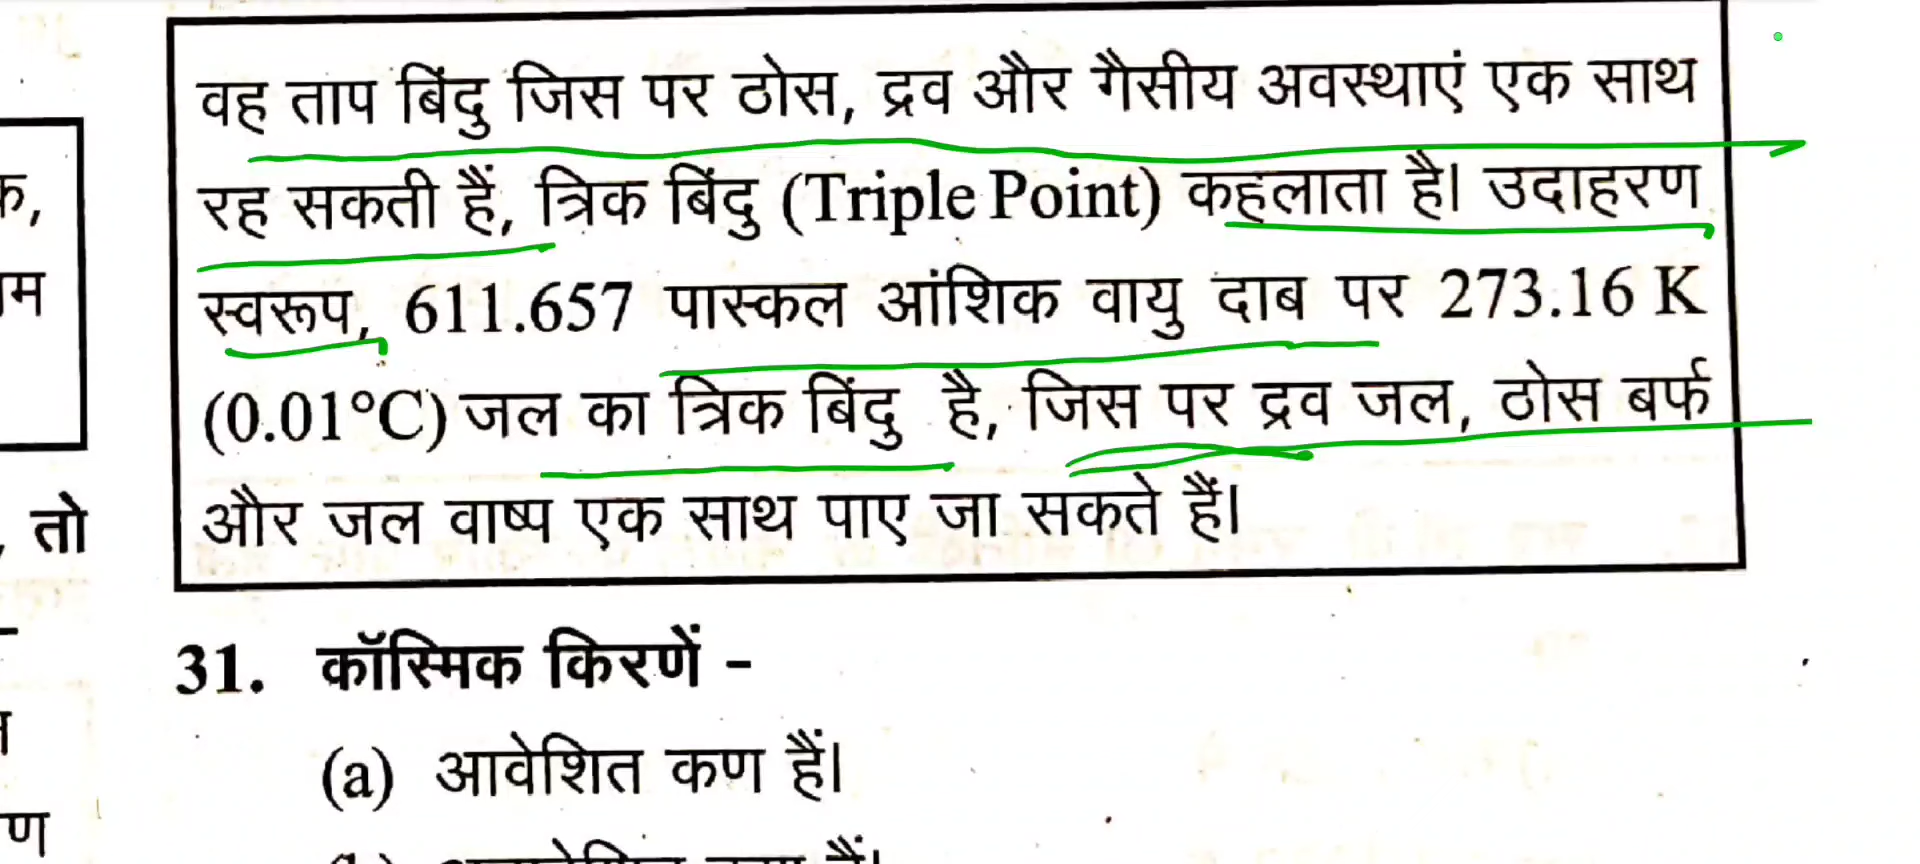 वह ताप बिंदु जिस पर ठोस, द्रव और गैसीय अवस्थाएं एक साथ
रह सकती हैं, त्रिक बिंदु (Triple Point) कहलाता है। उदाहरण
स्वरूप, 611.657 पास्कल आंशिक वायु दाब पर 273.16 K
(0.01°C) जल का त्रिक बिंदु है, जिस पर द्रव जल, ठोस बर्फ
और जल वाष्प एक साथ पाए जा सकते हैं।
, तो
31. कॉस्मिक किरणें -
(a) आवेशित कण हैं।